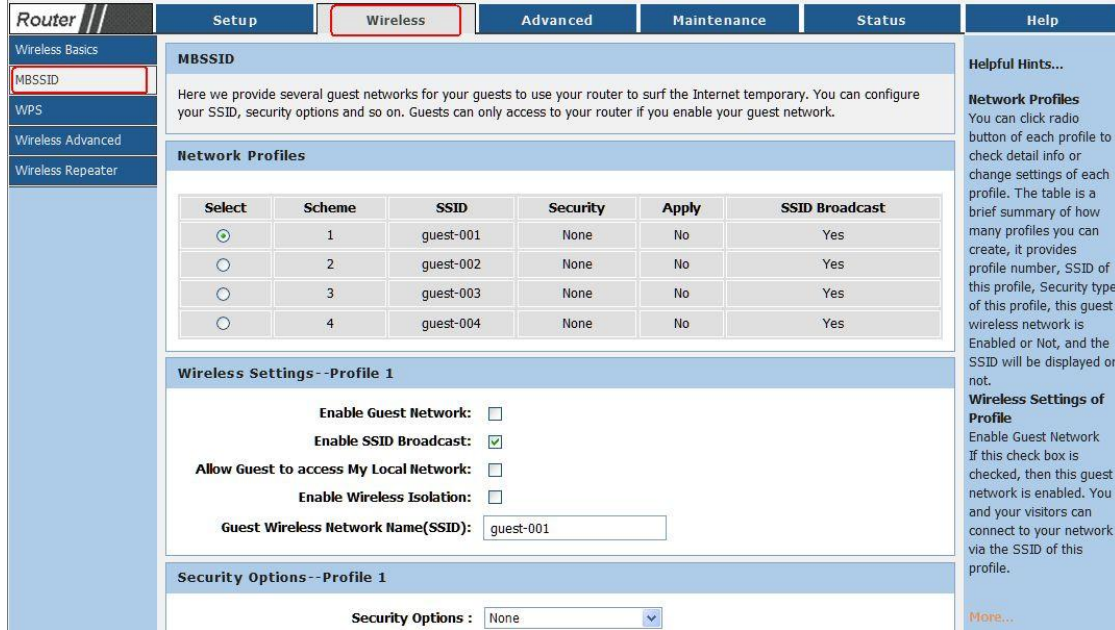 Router
Setup
Wireless
Advanced
Maintenance
Status
Help
Wireless Basics
MBSSID
WPS
Wireless Advanced
Wireless Repeater
MBSSID
Here we provide several guest networks for your guests to use your router to surf the Internet temporary. You can configure
your SSID, security options and so on. Guests can only access to your router if you enable your guest network.
Network Profiles
Select Scheme SSID Security Apply SSID Broadcast
1 guest-001 None No Yes
2 guest-002 None No Yes
3 guest-003 None No Yes
4 guest-004 None No Yes
Wireless Settings--Profile 1
Enable Guest Network:
Enable SSID Broadcast:
Allow Guest to access My Local Network:
Enable Wireless Isolation:
Guest Wireless Network Name(SSID): guest-001
Security Options--Profile 1
Security Options : None
Helpful Hints...
Network Profiles
You can click radio
button of each profile to
check detail info or
change settings of each
profile. The table is a
brief summary of how
many profiles you can
create, it provides
profile number, SSID of
this profile, Security type
of this profile, this guest
wireless network is
Enabled or Not, and the
SSID will be displayed or
not.
Wireless Settings of
Profile
Enable Guest Network
If this check box is
checked, then this guest
network is enabled. You
and your visitors can
connect to your network
via the SSID of this
profile.
More...